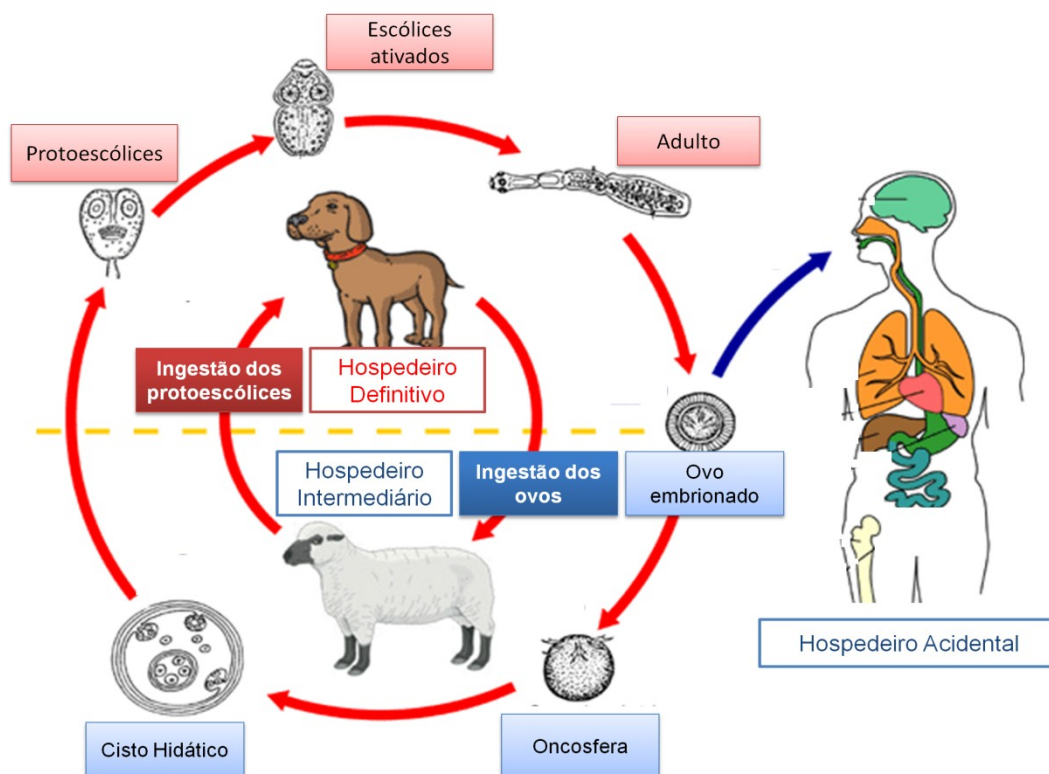 Escólices
ativados
Protoescólices
Adulto
Ingestão dos
protoescólices
Hospedeiro
Definitivo
Hospedeiro
Intermediário
Ingestão dos
ovos
Ovo
embrionado
Hospedeiro Acidental
Cisto Hidático
Oncosfera